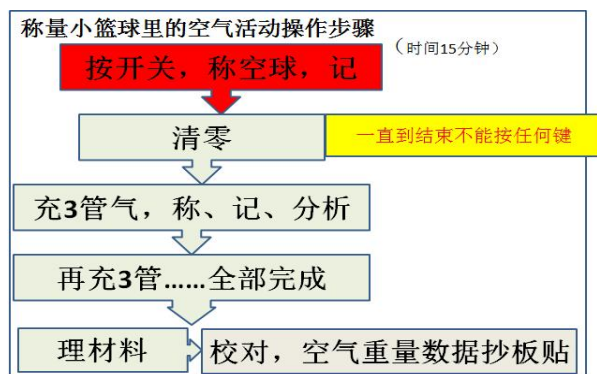 称量小篮球里的空气活动操作步骤
（时间15分钟）
按开关，称空球，记
清零
一直到结束不能按任何键
充3管气，称、记、分析
再充3管……全部完成
理材料
校对，空气重量数据抄板贴